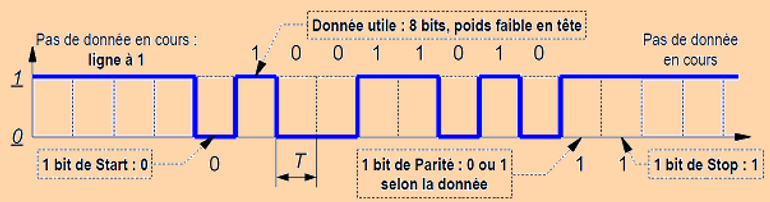 Donnée utile : 8 bits, poids faible en tête
Pas de donnée en cours :
ligne à 1
1 0 0 1 1 0 1 0
Pas de donnée
en cours
1
0
1 bit de Start : 0
0
T
1 bit de Parité : 0 ou 1
selon la donnée
1 1
1 bit de Stop : 1